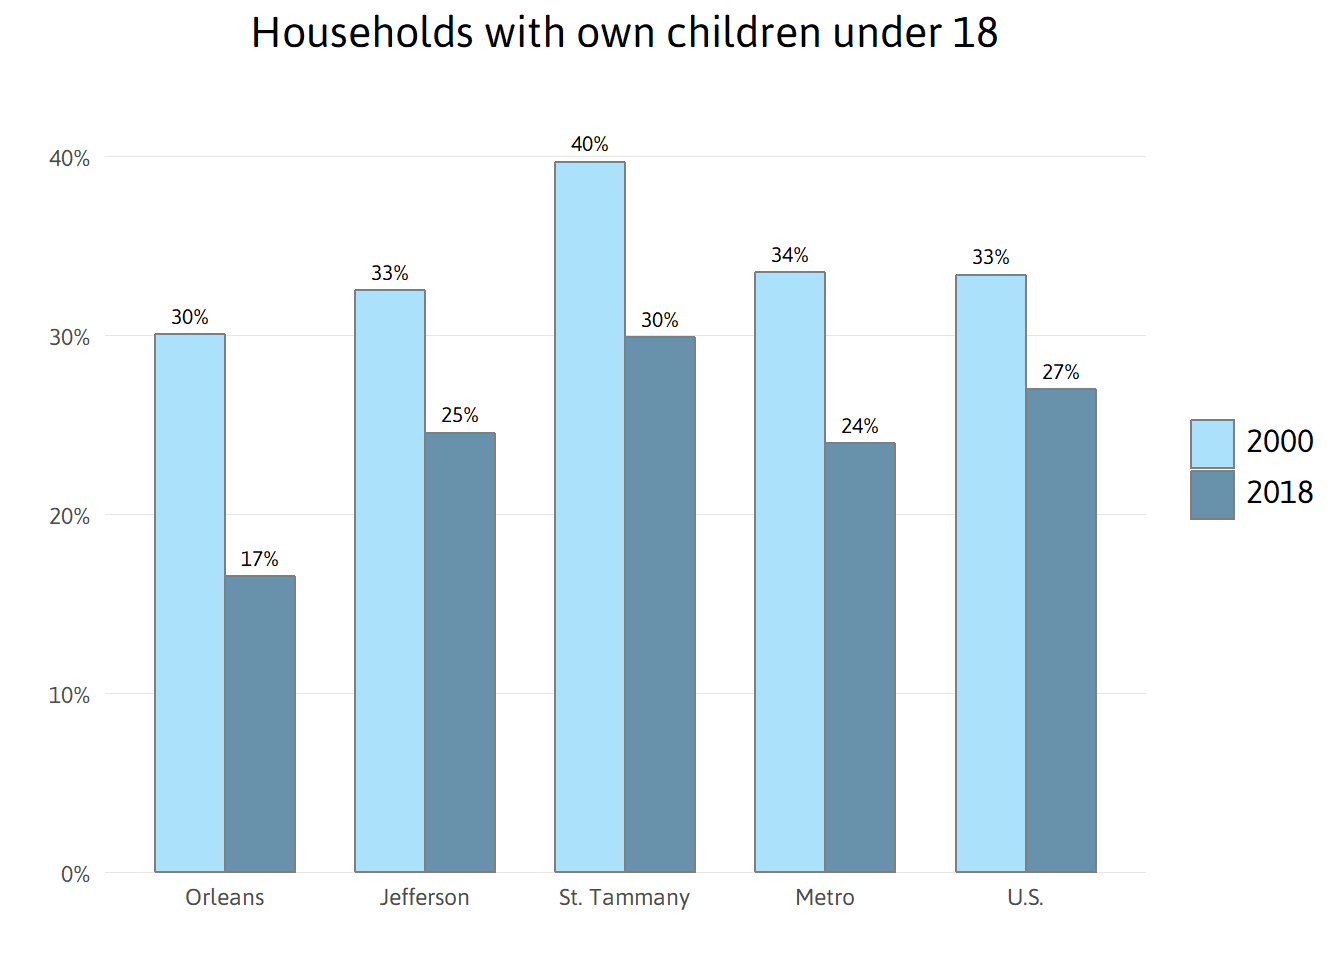 Households with own children under 18
40%
30%
20%
10%
0%
30%
17%
33%
25%
40%
30%
34%
24%
33%
27%
Orleans
Jefferson
St. Tammany
Metro
U.S.
2000
2018